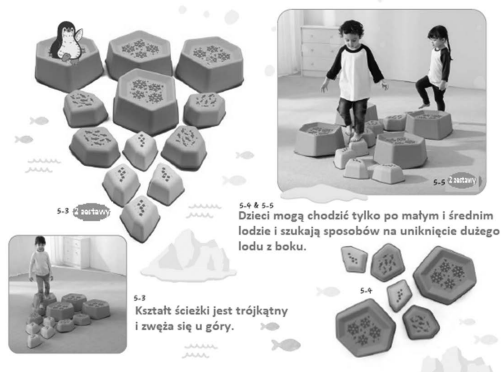 5-3 2 zestawy
5-5 2 zestawy
5-4 & 5-5
Dzieci mogą chodzić tylko po małym i średnim
lodzie i szukają sposobów na uniknięcie dużego
lodu z boku.
5-3
Kształt ścieżki jest trójkątny
i zwęża się u góry.
5-4